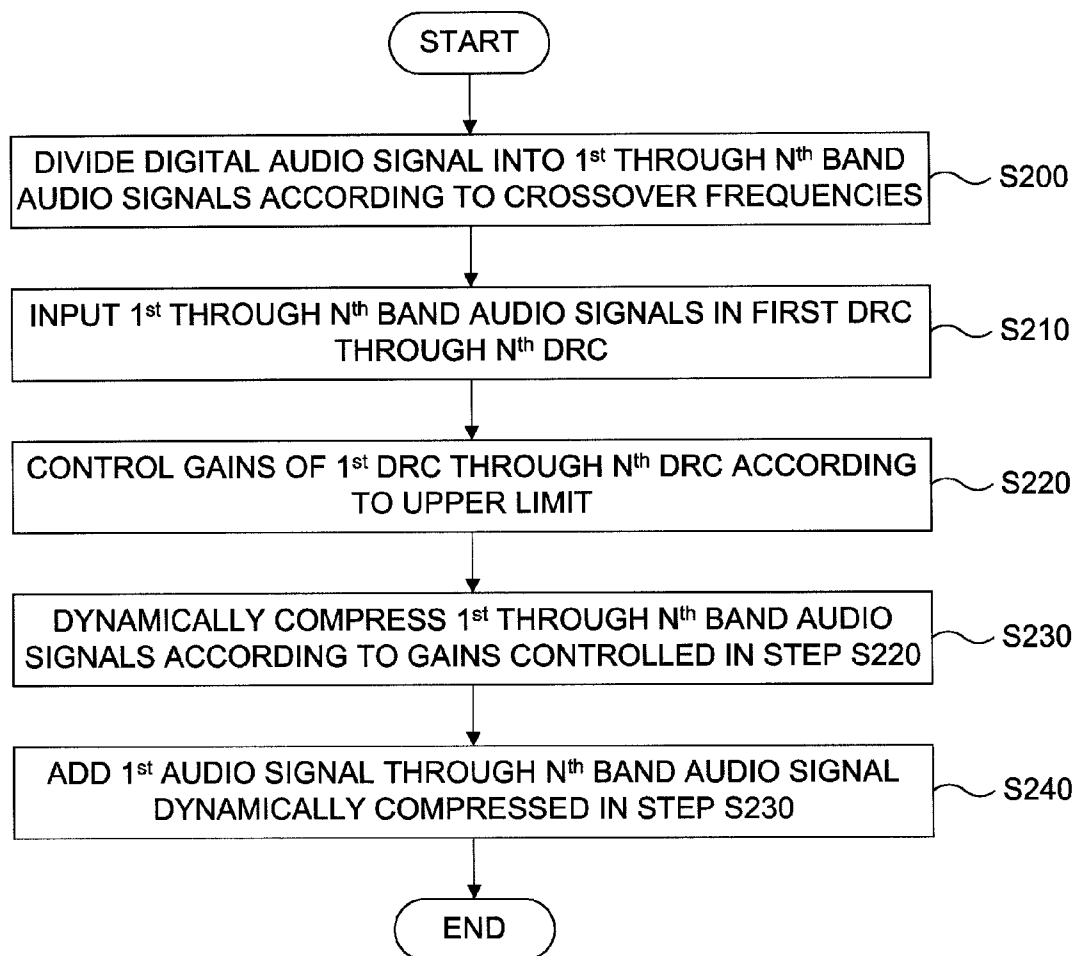 START
DIVIDE DIGITAL AUDIO SIGNAL INTO 1st THROUGH Nth BAND
AUDIO SIGNALS ACCORDING TO CROSSOVER FREQUENCIES
S200
INPUT 1st THROUGH Nth BAND AUDIO SIGNALS IN FIRST DRC
THROUGH Nth DRC
S210
CONTROL GAINS OF 1st DRC THROUGH Nth DRC ACCORDING
TO UPPER LIMIT
S220
DYNAMICALLY COMPRESS 1st THROUGH Nth BAND AUDIO
SIGNALS ACCORDING TO GAINS CONTROLLED IN STEP S220
S230
ADD 1st AUDIO SIGNAL THROUGH Nth BAND AUDIO SIGNAL
DYNAMICALLY COMPRESSED IN STEP S230
S240
END